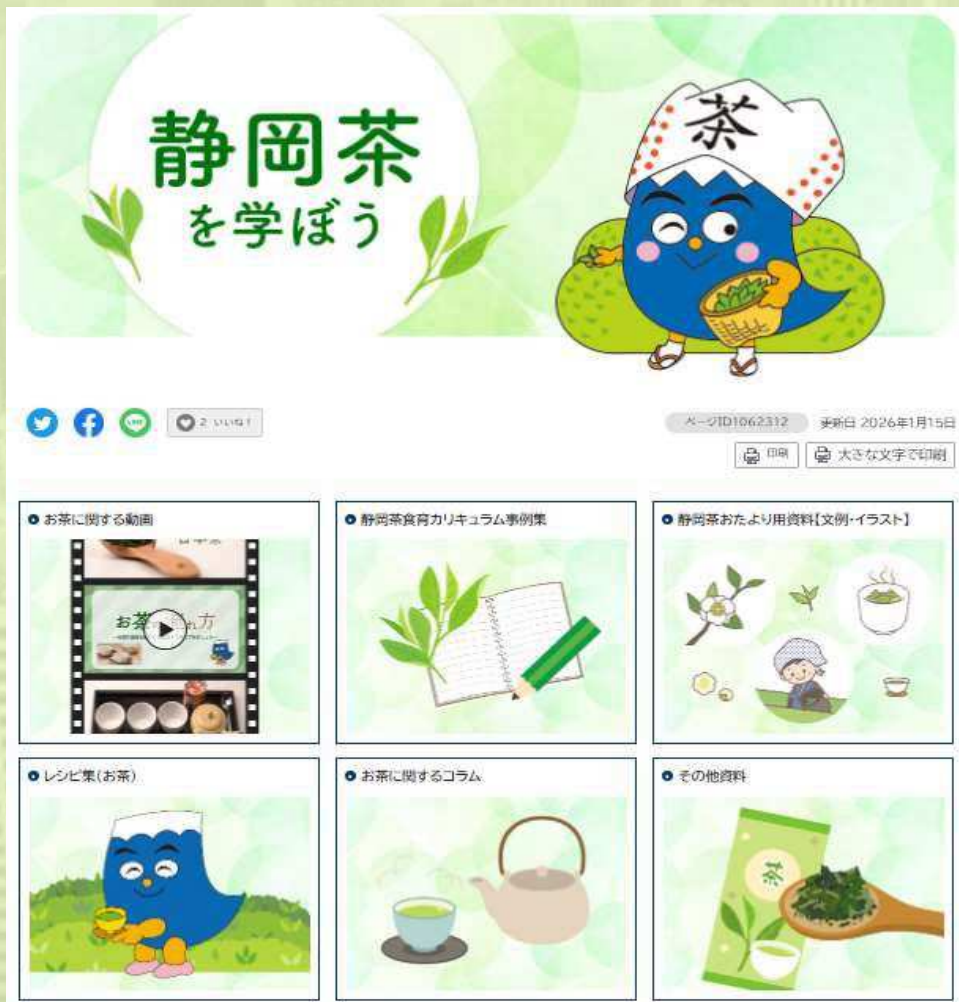 静岡茶
を学ぼう
茶
2 いいね!
ページID1062312
更新日 2026年1月15日
印刷
大きな文字で印刷
お茶に関する動画
静岡茶食育カリキュラム事例集
静岡茶おたより用資料【文例・イラスト】
お茶の
れ方
レシピ集(お茶)
お茶に関するコラム
その他資料
茶